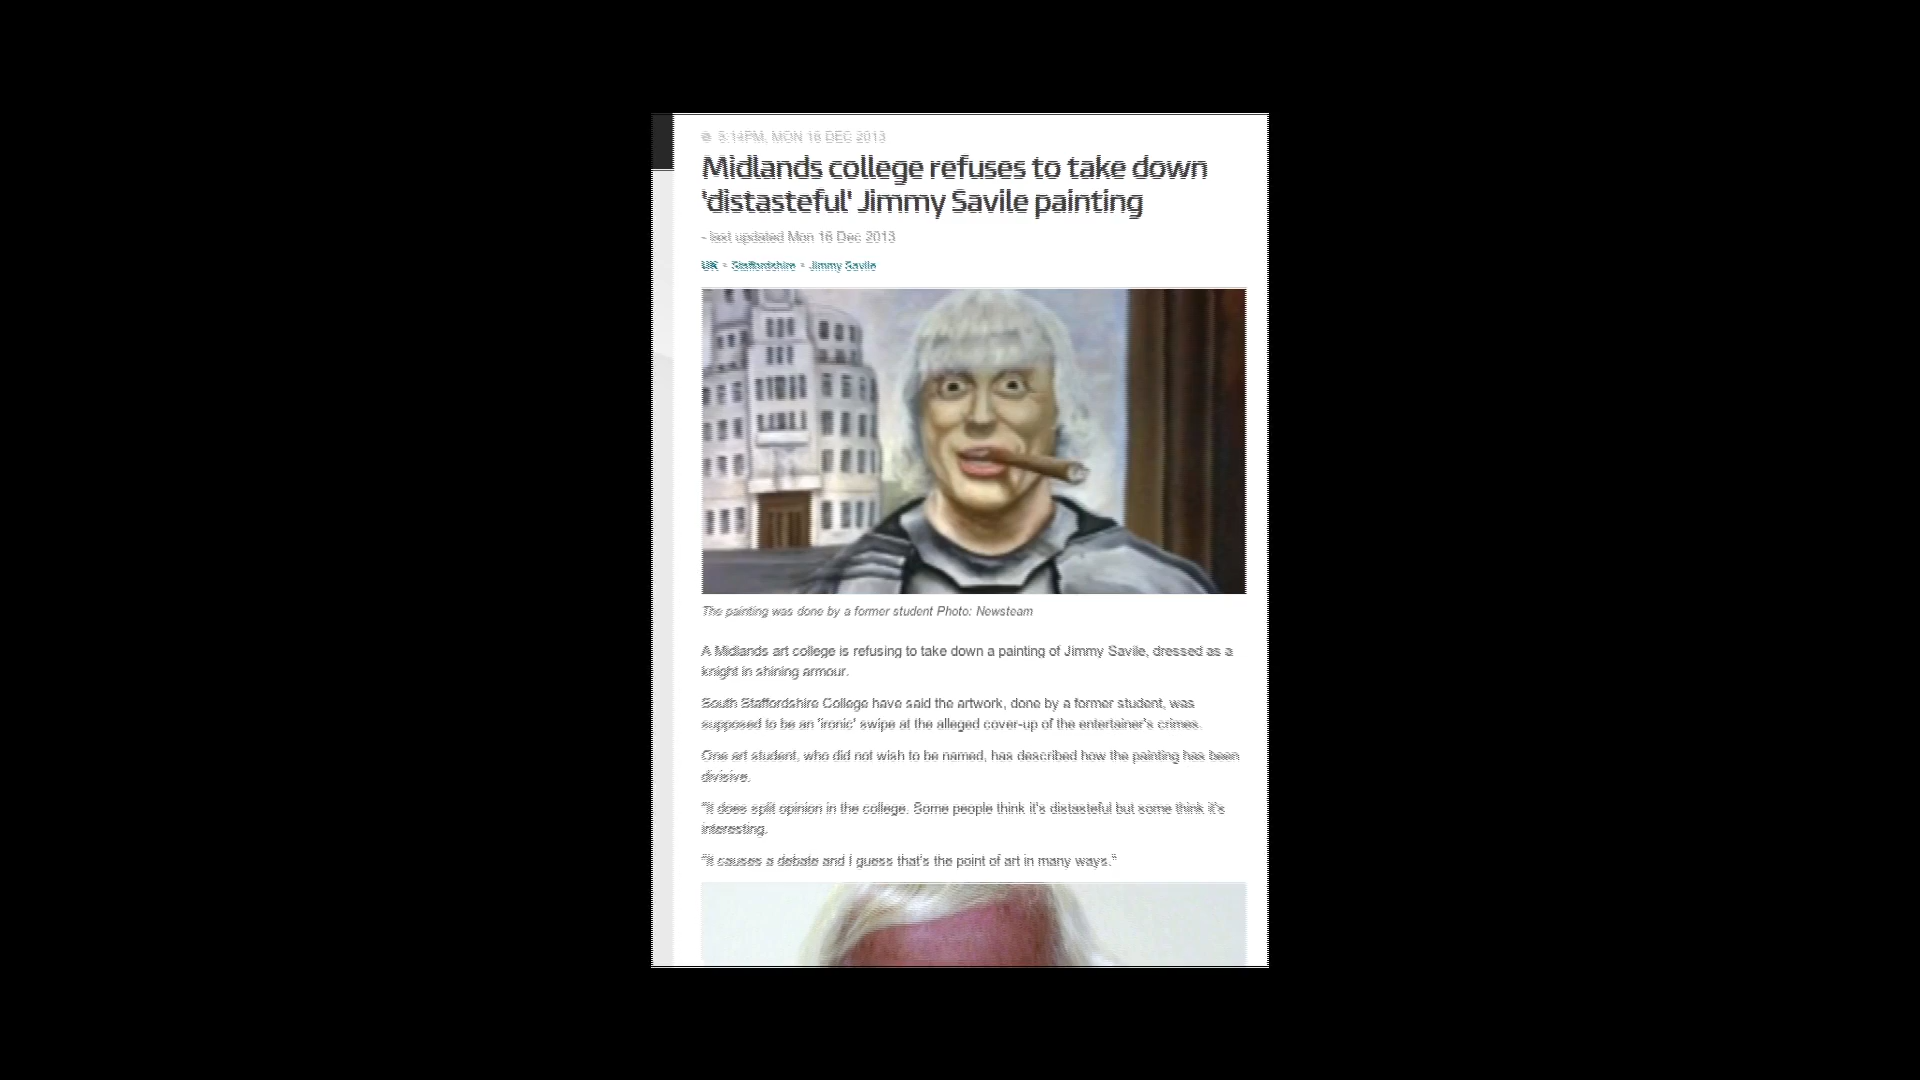 5:14PM, MON 16 DEC 2013
Midlands college refuses to take down
'distasteful' Jimmy Savile painting
- last updated Mon 16 Dec 2013
UK • Staffordshire • Jimmy Savile
The painting was done by a former student Photo: Newsteam
A Midlands art college is refusing to take down a painting of Jimmy Savile, dressed as a
knight in shining armour.
South Staffordshire College have said the artwork, done by a former student, was
supposed to be an 'ironic' swipe at the alleged cover-up of the entertainer's crimes.
One art student, who did not wish to be named, has described how the painting has been
divisive.
"It does split opinion in the college. Some people think it's distasteful but some think it's
interesting.
"It causes a debate and I guess that's the point of art in many ways."